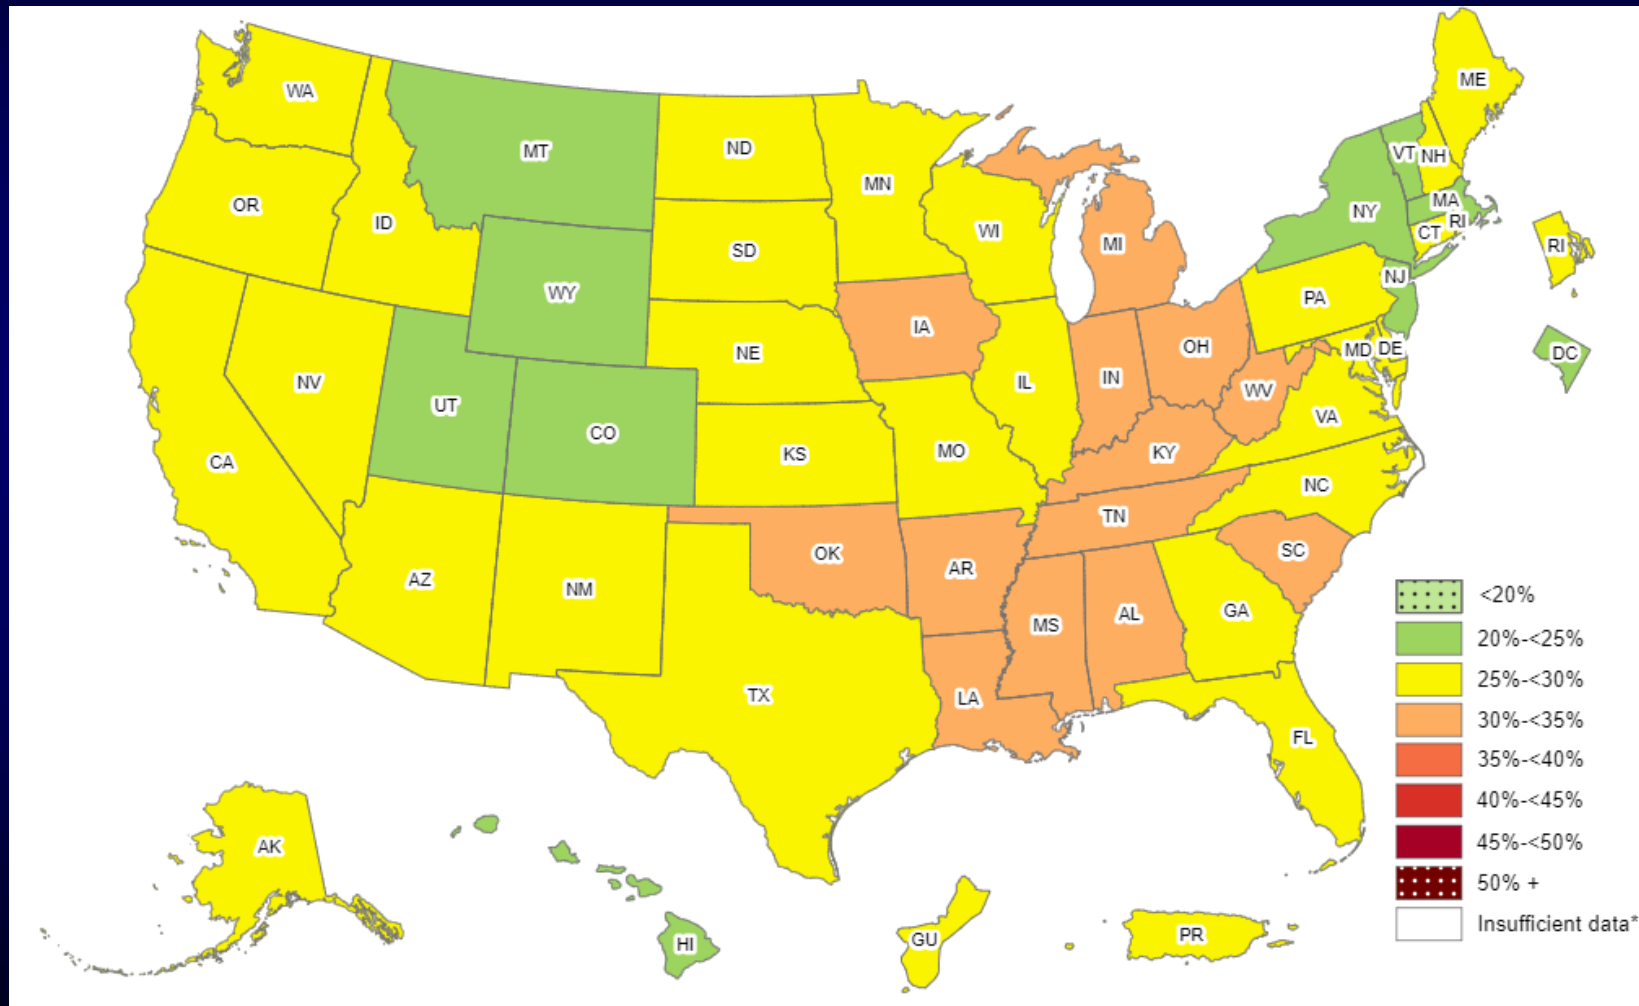 WA
MT
ND
MN
OR
ID
SD
WI
MI
ME
VT
NH
NY
MA
RI
CT
RI
WY
IA
NE
PA
NJ
NV
UT
CO
IL
IN
OH
MD
DE
DC
WV
VA
CA
KS
MO
KY
NC
TN
AZ
NM
OK
AR
SC
MS
AL
GA
TX
LA
FL
AK
HI
GU
PR
<20%
20%-<25%
25%-<30%
30%-<35%
35%-<40%
40%-<45%
45%-<50%
50% +
Insufficient data*